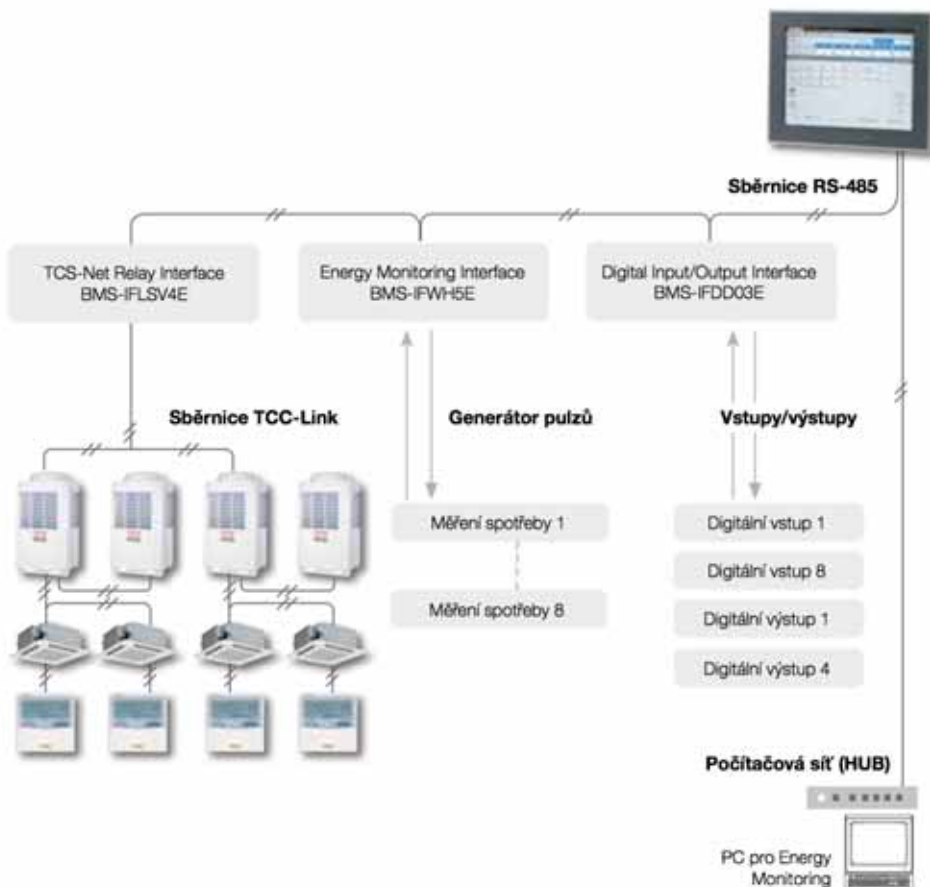 Sběrnice RS-485
TCS-Net Relay Interface
BMS-IFLSV4E
Energy Monitoring Interface
BMS-IFWH5E
Digital Input/Output Interface
BMS-IFDD03E
Sběrnice TCC-Link
Generátor pulzů
Vstupy/výstupy
Měření spotřeby 1
Měření spotřeby 8
Digitální vstup 1
Digitální vstup 8
Digitální výstup 1
Digitální výstup 4
Počítačová síť (HUB)
PC pro Energy
Monitoring